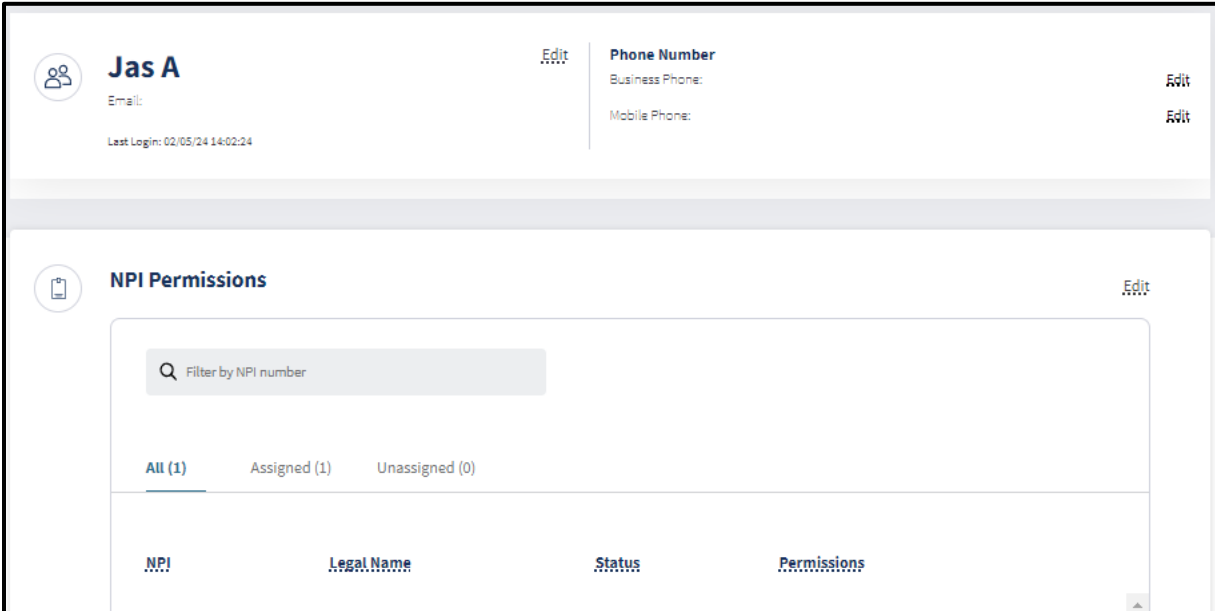 Jas A
Edit
Email:
Last Login: 02/05/24 14:02:24
Phone Number
Business Phone:
Edit
Mobile Phone:
Edit
NPI Permissions
Edit
Filter by NPI number
All (1) Assigned (1) Unassigned (0)
NPI Legal Name Status Permissions